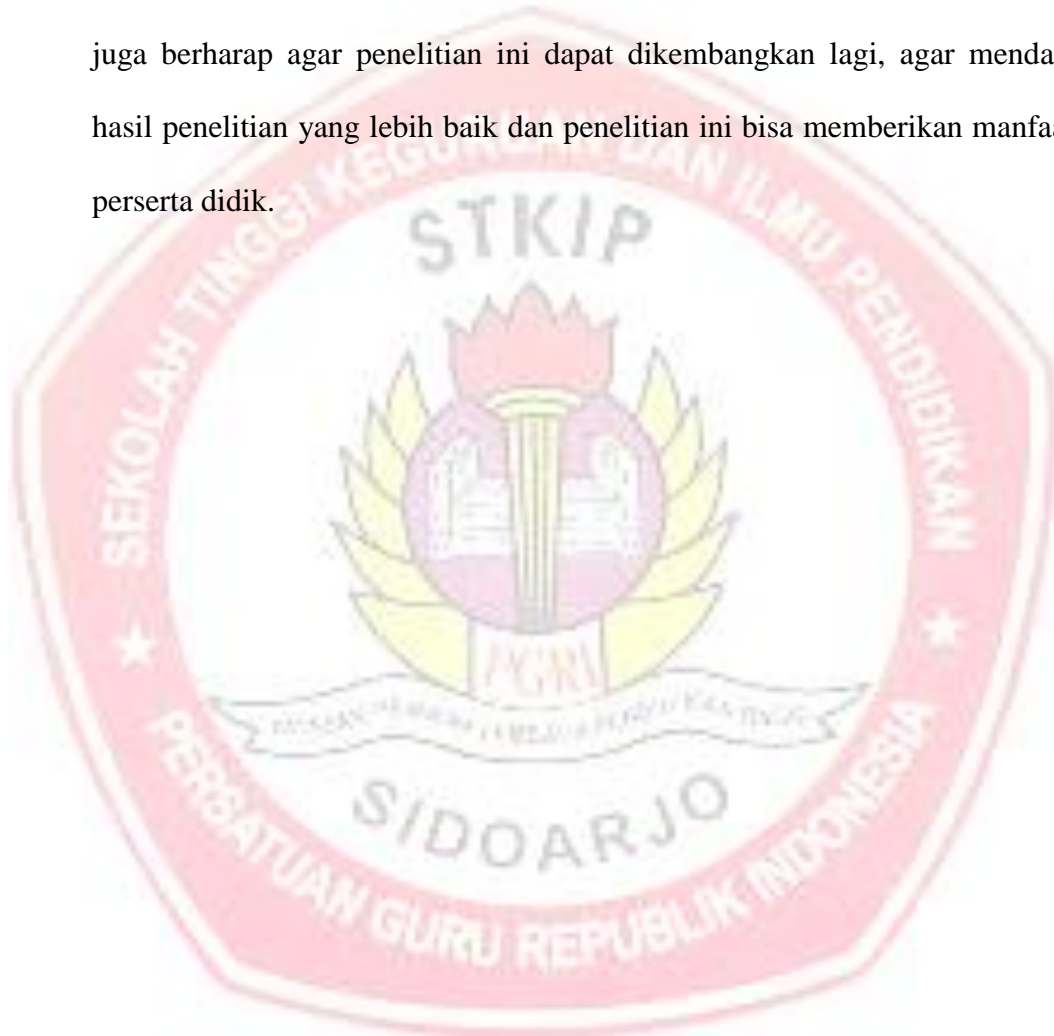 juga berharap agar penelitian ini dapat dikembangkan lagi, agar menda
hasil penelitian yang lebih baik dan penelitian ini bisa memberikan manfaa
perserta didik.
SEKOLAH TINGGI KEGURUAN DAN ILMU PENDIDIKAN
STKIP
PGRI
SIDOARJO
PERSATUAN GURU REPUBLIK INDONESIA